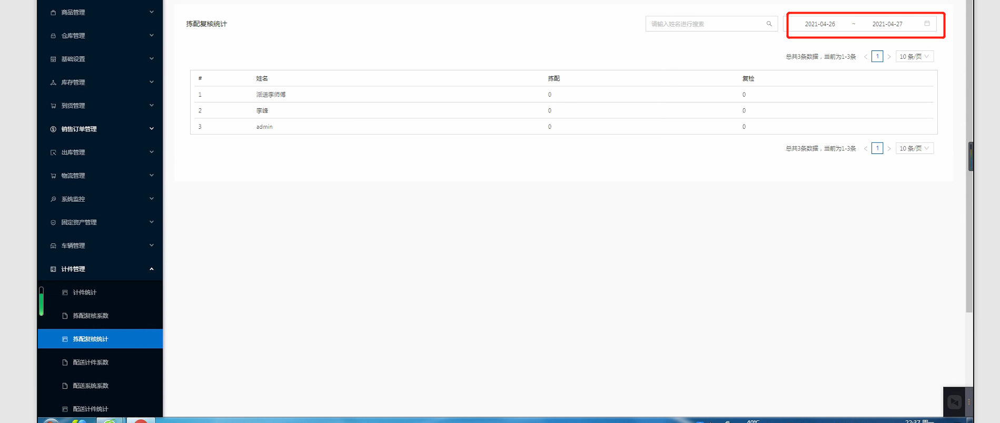 商品管理
仓库管理
基础设置
库存管理
到货管理
销售订单管理
出库管理
物流管理
系统监控
固定资产管理
车辆管理
计件管理
计件统计
拣配复核系数
拣配复核统计
配送计件系数
配送系统系数
配送计件统计
拣配复核统计
请输入姓名进行搜索
2021-04-26 ~ 2021-04-27
总共3条数据，当前为1-3条 < 1 > 10 条/页
# 姓名 拣配 复检
1 派送李师傅 0 0
2 李峰 0 0
3 admin 0 0
总共3条数据，当前为1-3条 < 1 > 10 条/页
40℃
22:37